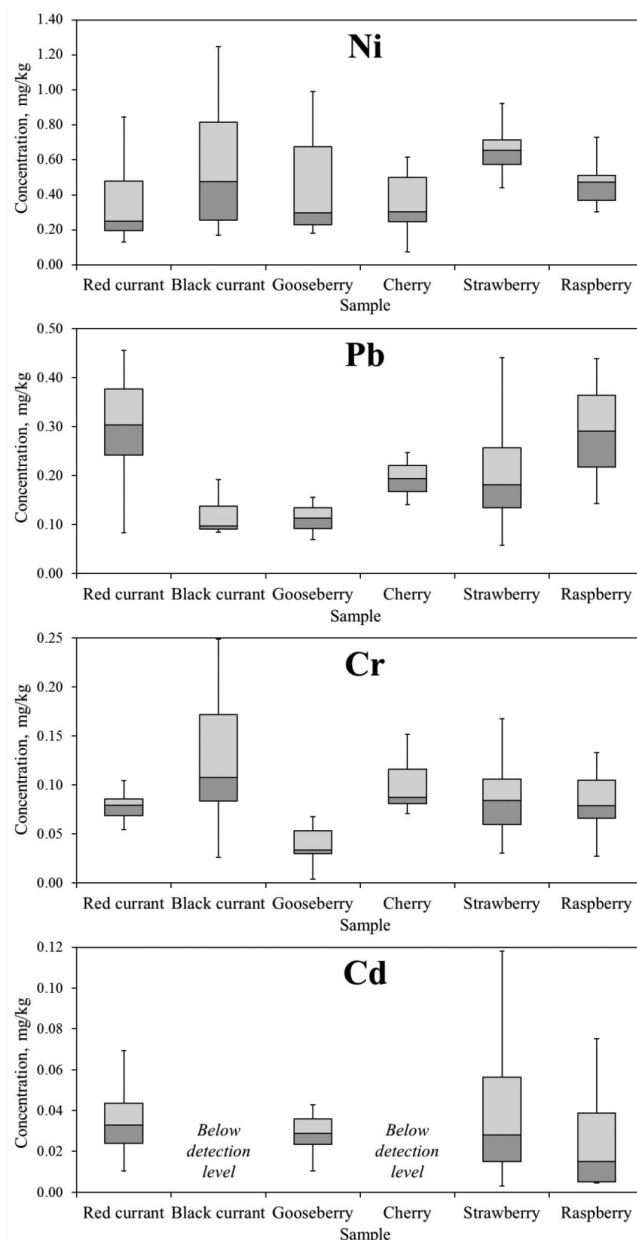 Ni
Concentration, mg/kg
1.40
1.20
1.00
0.80
0.60
0.40
0.20
0.00
Red currant Black currant Gooseberry Cherry Strawberry Raspberry
Sample
Pb
Concentration, mg/kg
0.50
0.40
0.30
0.20
0.10
0.00
Red currant Black currant Gooseberry Cherry Strawberry Raspberry
Sample
Cr
Concentration, mg/kg
0.25
0.20
0.15
0.10
0.05
0.00
Red currant Black currant Gooseberry Cherry Strawberry Raspberry
Sample
Cd
Concentration, mg/kg
0.12
0.10
0.08
0.06
0.04
0.02
0.00
Below
detection
level
Below
detection
level
Red currant Black currant Gooseberry Cherry Strawberry Raspberry
Sample